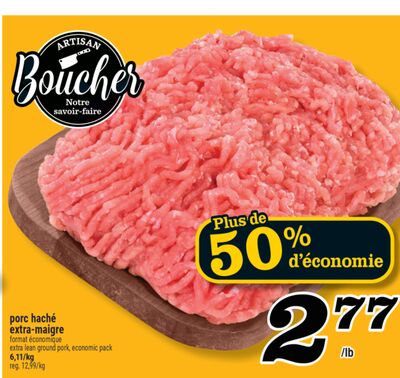 ARTISAN
Boucher
Notre
savoir-faire
Plus de
50%
d'économie
porc haché
extra-maigre
format économique
extra lean ground pork, economic pack
6,11/kg
reg. 12,99/kg
2 77
/lb